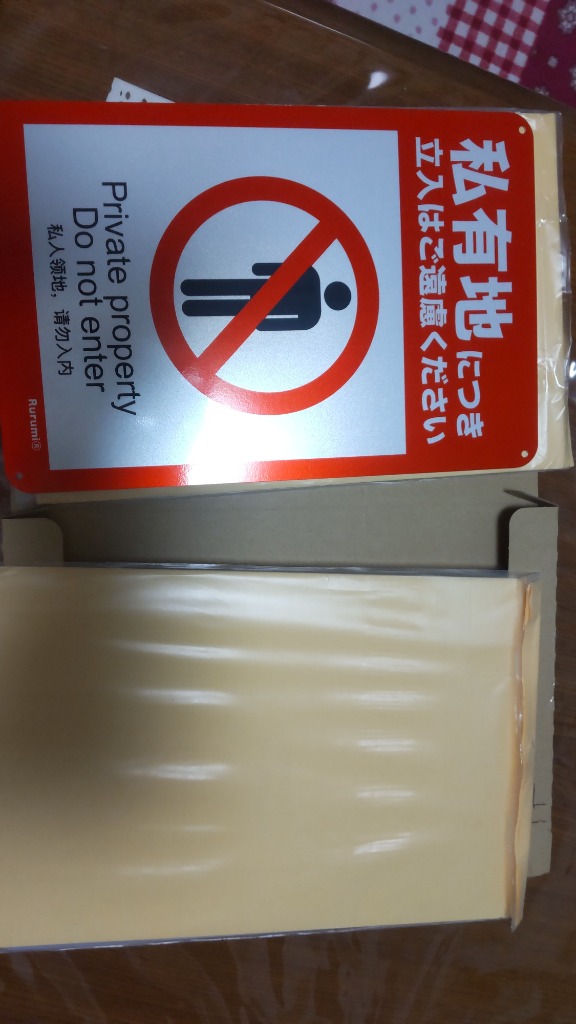 私有地につき
立入はご遠慮ください
Private property
Do not enter
私人领地，请勿入内
Rurumi®